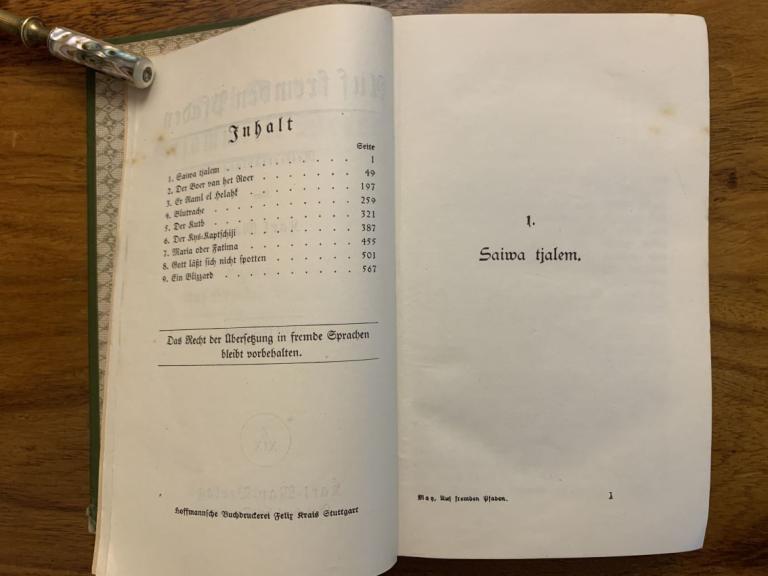 Inhalt
Seite
1. Saiwa tjalem . . . . . . . . . . 1
2. Der Boer van het Roer . . . . . . . 49
3. Er Raml el Helahk . . . . . . . . 197
4. Blutrache . . . . . . . . . . 259
5. Der Kutb . . . . . . . . . . 321
6. Der Kys-Kaptschiji . . . . . . . . 387
7. Maria oder Fatima . . . . . . . . 455
8. Gott läßt sich nicht spotten . . . . . . 501
9. Ein Blizzard . . . . . . . . . . 567
Das Recht der Übersetzung in fremde Sprachen
bleibt vorbehalten.
Hoffmannsche Buchdruckerei Felix Krais Stuttgart
1.
Saiwa tjalem.
May, Auf fremden Pfaden. 1